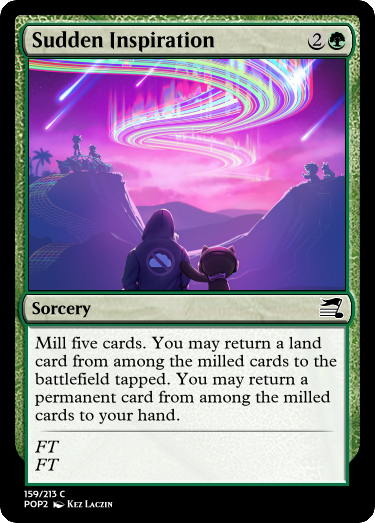 Sudden Inspiration 2
Sorcery
Mill five cards. You may return a land
card from among the milled cards to the
battlefield tapped. You may return a
permanent card from among the milled
cards to your hand.
FT
FT
159/213 C
POP2 Kez Laczin